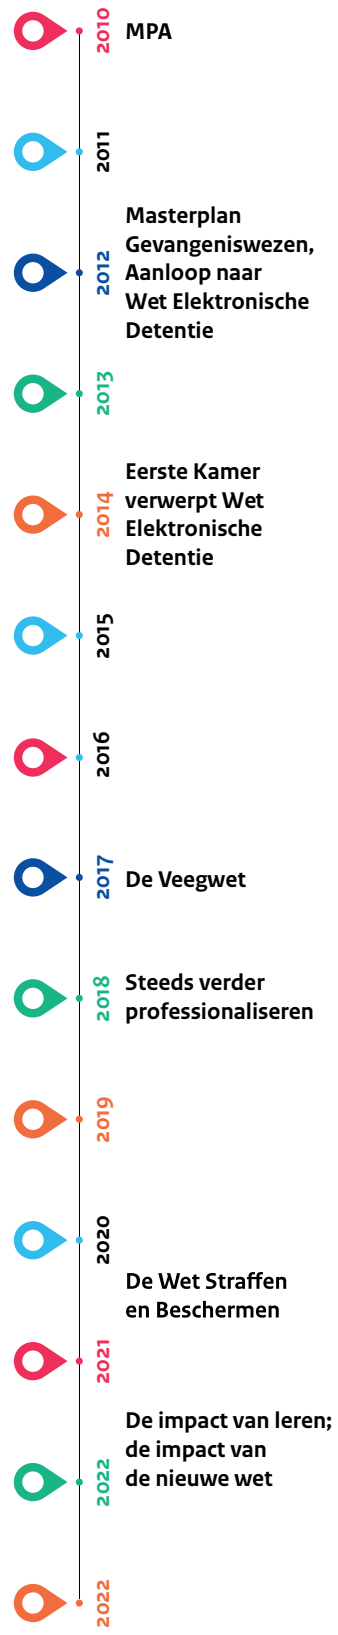 2010
MPA
2011
Masterplan
Gevangeniswezen,
Aanloop naar
Wet Elektronische
Detentie
2012
2013
Eerste Kamer
verwerpt Wet
Elektronische
Detentie
2014
2015
2016
2017
De Veegwet
2018
Steeds verder
professionaliseren
2019
2020
De Wet Straffen
en Beschermen
2021
De impact van leren;
de impact van
de nieuwe wet
2022
2022